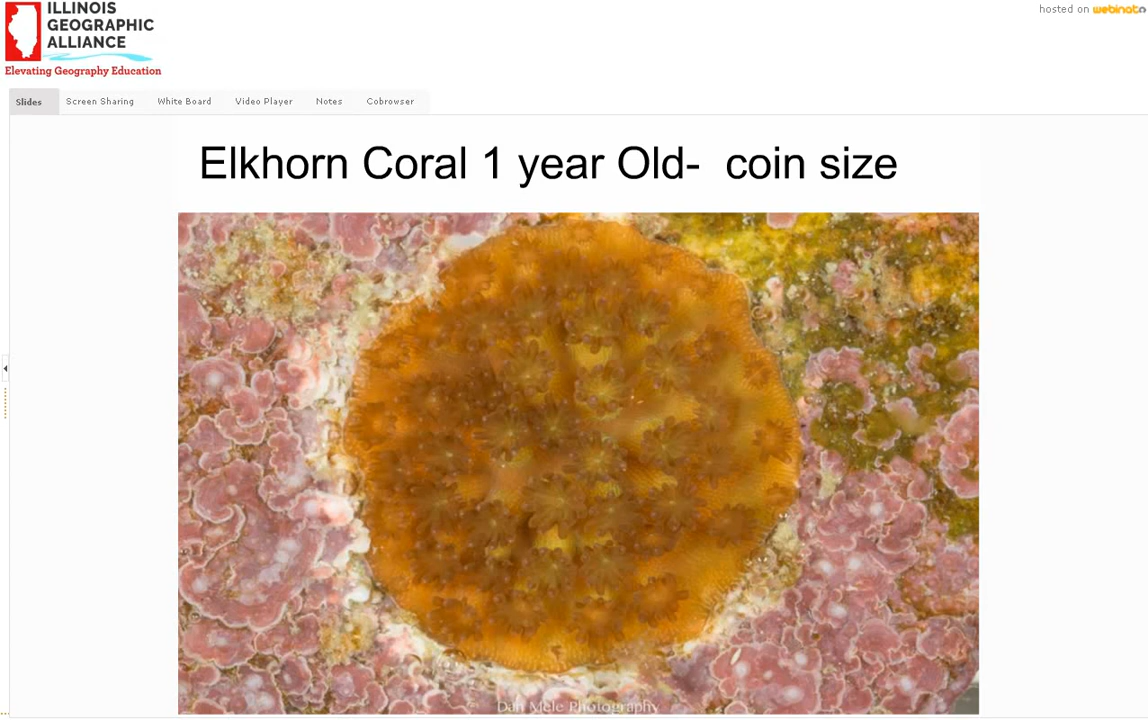 ILLINOIS
GEOGRAPHIC
ALLIANCE
Elevating Geography Education
hosted on webinato
Slides Screen Sharing White Board Video Player Notes Cobrowser
Elkhorn Coral 1 year Old- coin size
Dan Mele Photography